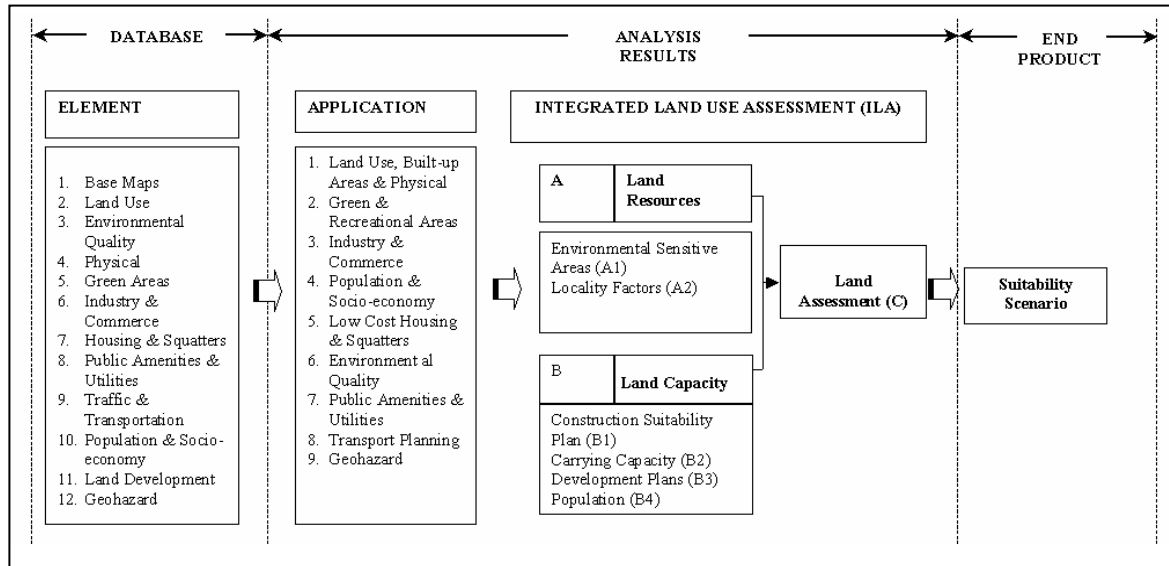 DATABASE
ANALYSIS
RESULTS
END
PRODUCT
ELEMENT
1. Base Maps
2. Land Use
3. Environmental
Quality
4. Physical
5. Green Areas
6. Industry &
Commerce
7. Housing & Squatters
8. Public Amenities &
Utilities
9. Traffic &
Transportation
10. Population & Socio-
economy
11. Land Development
12. Geohazard
APPLICATION
1. Land Use, Built-up
Areas & Physical
2. Green &
Recreational Areas
3. Industry &
Commerce
4. Population &
Socio-economy
5. Low Cost Housing
& Squatters
6. Environment al
Quality
7. Public Amenities &
Utilities
8. Transport Planning
9. Geohazard
INTEGRATED LAND USE ASSESSMENT (ILA)
A Land
Resources
Environmental Sensitive
Areas (A1)
Locality Factors (A2)
B Land Capacity
Construction Suitability
Plan (B1)
Carrying Capacity (B2)
Development Plans (B3)
Population (B4)
Land
Assessment (C)
Suitability
Scenario